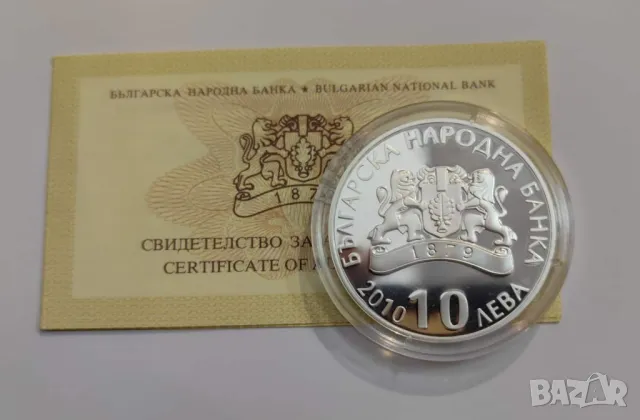 БЪЛГАРСКА НАРОДНА БАНКА ★ BULGARIAN NATIONAL BANK
187
СВИДЕТЕЛСТВО ЗА
CERTIFICATE OF A
БЪЛГАРСКА НАРОДНА БАНКА
1879
2010 10 ЛЕВА
BAZAR
bg